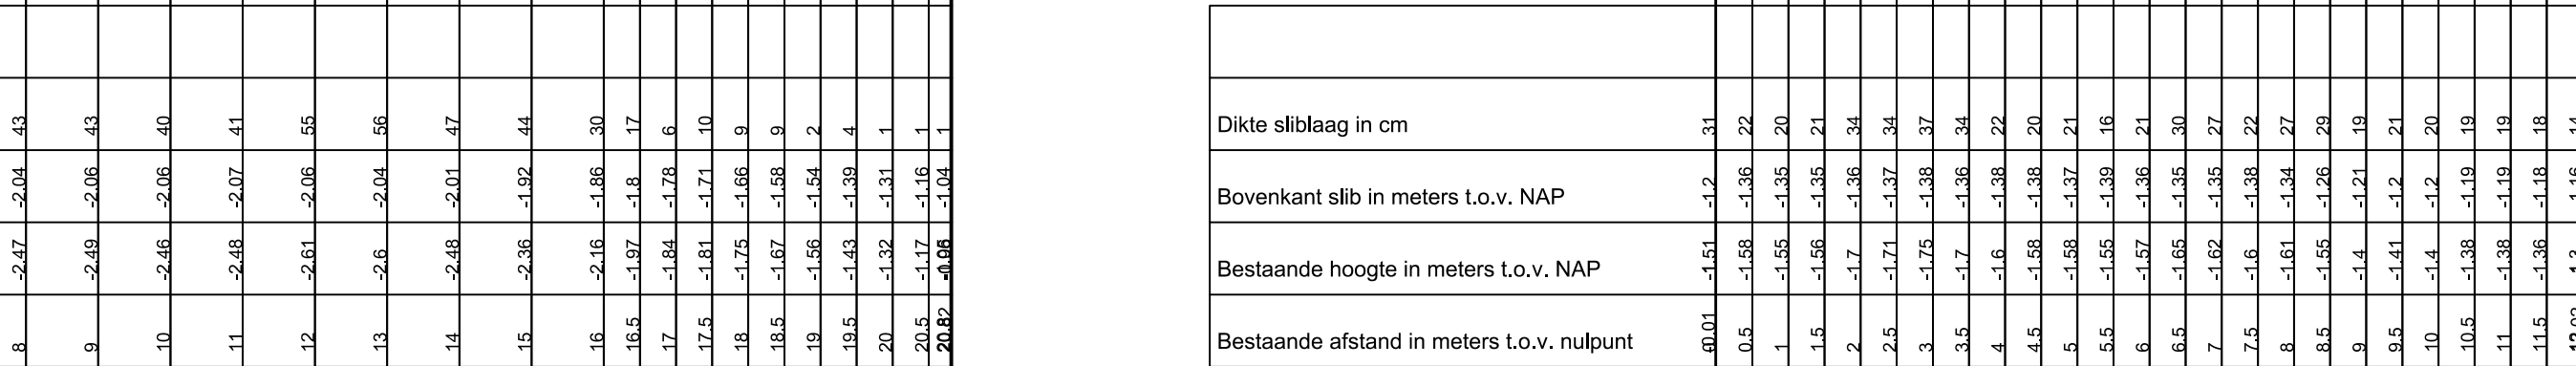 43 43 40 41 55 56 47 44 30 17 6 10 9 9 2 4 1 1 1
-2.04 -2.06 -2.06 -2.07 -2.06 -2.04 -2.01 -1.92 -1.86 -1.8 -1.78 -1.71 -1.66 -1.58 -1.54 -1.39 -1.31 -1.16 -1.04
-2.47 -2.49 -2.46 -2.48 -2.61 -2.6 -2.48 -2.36 -2.16 -1.97 -1.84 -1.81 -1.75 -1.67 -1.56 -1.43 -1.32 -1.17
8 9 10 11 12 13 14 15 16 16.5 17 17.5 18 18.5 19 19.5 20 20.5
Dikte sliblaag in cm 31 22 20 21 34 34 37 34 22 20 21 16 21 30 27 22 27 29 19 21 20 19 19 18
Bovenkant slib in meters t.o.v. NAP -1.2 -1.36 -1.35 -1.35 -1.36 -1.37 -1.38 -1.36 -1.38 -1.38 -1.37 -1.39 -1.36 -1.35 -1.35 -1.38 -1.34 -1.26 -1.21 -1.2 -1.2 -1.19 -1.19 -1.18
Bestaande hoogte in meters t.o.v. NAP -1.51 -1.58 -1.55 -1.56 -1.7 -1.71 -1.75 -1.7 -1.6 -1.58 -1.58 -1.55 -1.57 -1.65 -1.62 -1.6 -1.61 -1.55 -1.4 -1.41 -1.4 -1.38 -1.38 -1.36
Bestaande afstand in meters t.o.v. nulpunt 0.5 1 1.5 2 2.5 3 3.5 4 4.5 5 5.5 6 6.5 7 7.5 8 8.5 9 9.5 10 10.5 11 11.5